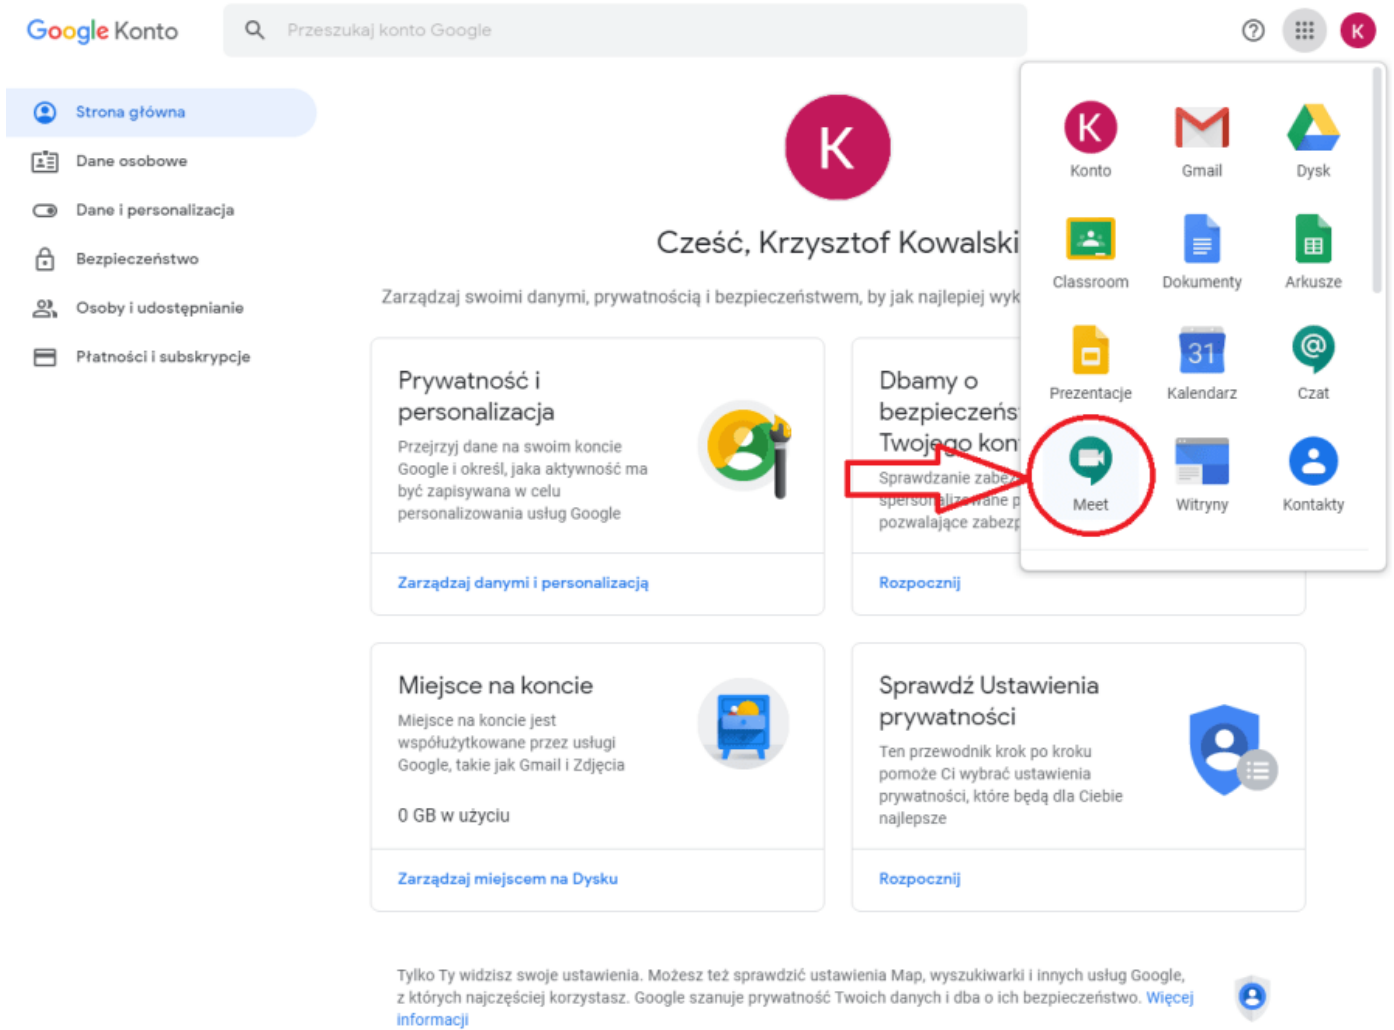 Google Konto
Przeszukaj konto Google
K
Strona główna
Dane osobowe
Dane i personalizacja
Bezpieczeństwo
Osoby i udostępnianie
Płatności i subskrypcje
K
Cześć, Krzysztof Kowalski
Zarządzaj swoimi danymi, prywatnością i bezpieczeństwem, by jak najlepiej wyk
Prywatność i
personalizacja
Przejrzyj dane na swoim koncie
Google i określ, jaka aktywność ma
być zapisywana w celu
personalizowania usług Google
Zarządzaj danymi i personalizacją
Dbamy o
bezpieczeńs
Twojego kon
Sprawdzanie zabez
spersonalizowane p
pozwalające zabezp
Rozpocznij
K
Konto
Gmail
Dysk
Classroom
Dokumenty
Arkusze
31
@
Prezentacje
Kalendarz
Czat
Meet
Witryny
Kontakty
Miejsce na koncie
Miejsce na koncie jest
współużytkowane przez usługi
Google, takie jak Gmail i Zdjęcia
0 GB w użyciu
Zarządzaj miejscem na Dysku
Sprawdź Ustawienia
prywatności
Ten przewodnik krok po kroku
pomoże Ci wybrać ustawienia
prywatności, które będą dla Ciebie
najlepsze
Rozpocznij
Tylko Ty widzisz swoje ustawienia. Możesz też sprawdzić ustawienia Map, wyszukiwarki i innych usług Google,
z których najczęściej korzystasz. Google szanuje prywatność Twoich danych i dba o ich bezpieczeństwo. Więcej
informacji